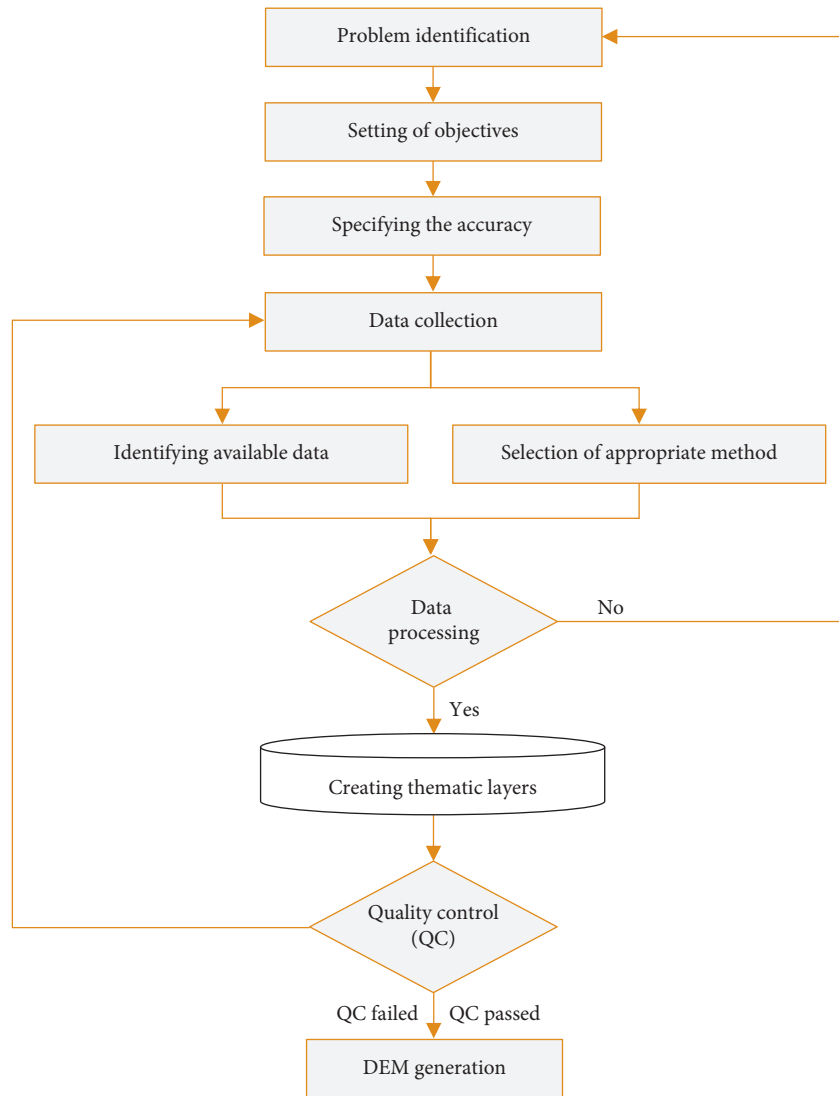 Problem identification
Setting of objectives
Specifying the accuracy
Data collection
Identifying available data
Selection of appropriate method
Data
processing
No
Yes
Creating thematic layers
Quality control
(QC)
QC failed
QC passed
DEM generation